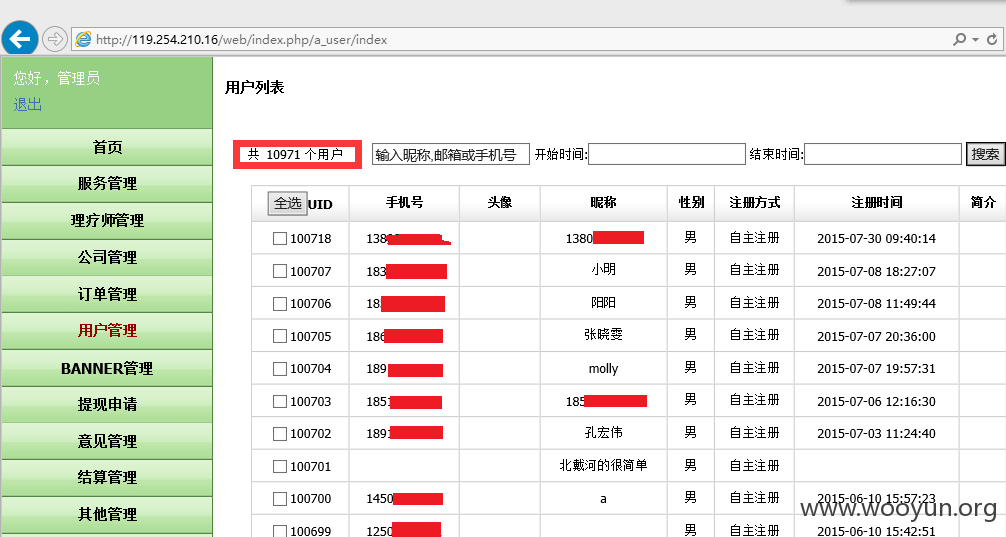 http://119.254.210.16/web/index.php/a_user/index
您好，管理员
退出
首页
服务管理
理疗师管理
公司管理
订单管理
用户管理
BANNER管理
提现申请
意见管理
结算管理
其他管理
用户列表
共 10971 个用户 输入昵称,邮箱或手机号 开始时间: 结束时间: 搜索
全选 UID 手机号 头像 昵称 性别 注册方式 注册时间 简介
100718 138 1380 男 自主注册 2015-07-30 09:40:14
100707 183 小明 男 自主注册 2015-07-08 18:27:07
100706 18 阳阳 男 自主注册 2015-07-08 11:49:44
100705 186 张晓雯 男 自主注册 2015-07-07 20:36:00
100704 189 molly 男 自主注册 2015-07-07 19:57:31
100703 185 185 男 自主注册 2015-07-06 12:16:30
100702 189 孔宏伟 男 自主注册 2015-07-03 11:24:40
100701 北戴河的很简单 男 自主注册
100700 1450 a 男 自主注册 2015-06-10 15:57:23
100699 1250 男 自主注册 2015-06-10 15:42:51
www.wooyun.org